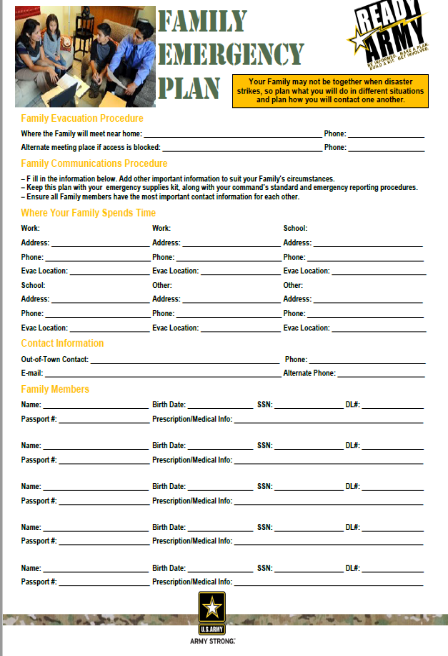 FAMILY
EMERGENCY
PLAN
READY
ARMY
Your Family may not be together when disaster
strikes, so plan what you will do in different situations
and plan how you will contact one another.
Family Evacuation Procedure
Where the Family will meet near home: Phone:
Alternate meeting place if access is blocked: Phone:
Family Communications Procedure
– F ill in the information below. Add other important information to suit your Family's circumstances.
– Keep this plan with your emergency supplies kit, along with your command's standard and emergency reporting procedures.
– Ensure all Family members have the most important contact information for each other.
Where Your Family Spends Time
Work: Work: School:
Address: Address: Address:
Phone: Phone: Phone:
Evac Location: Evac Location: Evac Location:
School: Other: Other:
Address: Address: Address:
Phone: Phone: Phone:
Evac Location: Evac Location: Evac Location:
Contact Information
Out-of-Town Contact: Phone:
E-mail: Alternate Phone:
Family Members
Name: Birth Date: SSN: DL#:
Passport #: Prescription/Medical Info:
Name: Birth Date: SSN: DL#:
Passport #: Prescription/Medical Info:
Name: Birth Date: SSN: DL#:
Passport #: Prescription/Medical Info:
Name: Birth Date: SSN: DL#:
Passport #: Prescription/Medical Info:
Name: Birth Date: SSN: DL#:
Passport #: Prescription/Medical Info:
U.S.ARMY
ARMY STRONG.